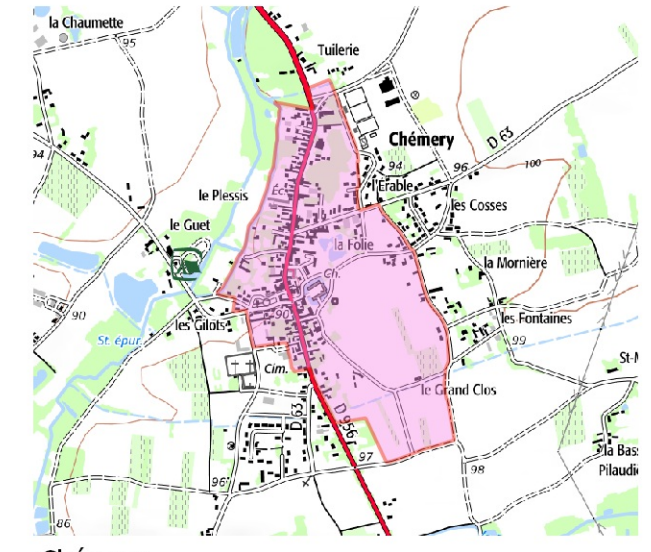 la Chaumette
95
Tuilerie
Chémery
D 63
94
94
96
100
l'Érable
le Plessis
Éc.
les Cosses
le Guet
la Folie
la Mornière
Ch.
90
90
les Gilots
les Fontaines
99
St. épur.
Cim.
St-M
le Grand Clos
D 63
D 956
la Bass
Pilaudi
97
98
96
86